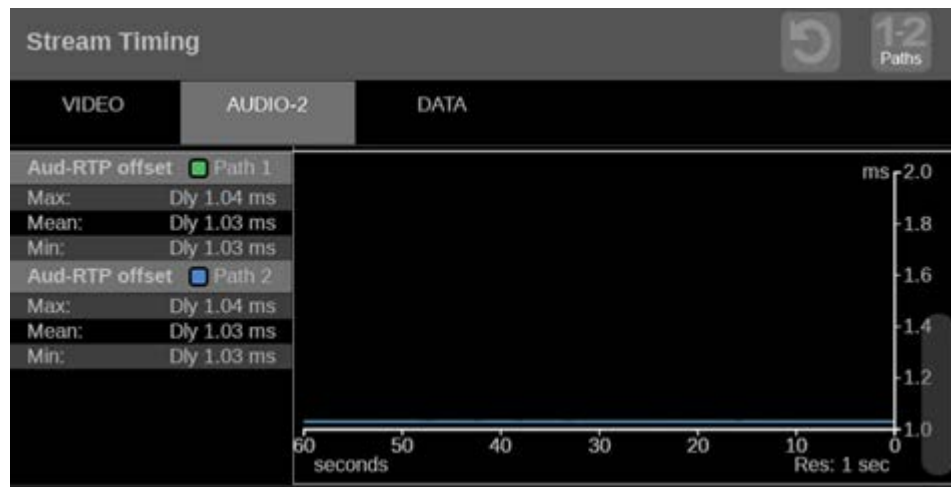 Stream Timing
1-2
Paths
VIDEO AUDIO-2 DATA
Aud-RTP offset Path 1
Max: Dly 1.04 ms
Mean: Dly 1.03 ms
Min: Dly 1.03 ms
Aud-RTP offset Path 2
Max: Dly 1.04 ms
Mean: Dly 1.03 ms
Min: Dly 1.03 ms
ms 2.0
1.8
1.6
1.4
1.2
1.0
60 50 40 30 20 10 0
seconds Res: 1 sec